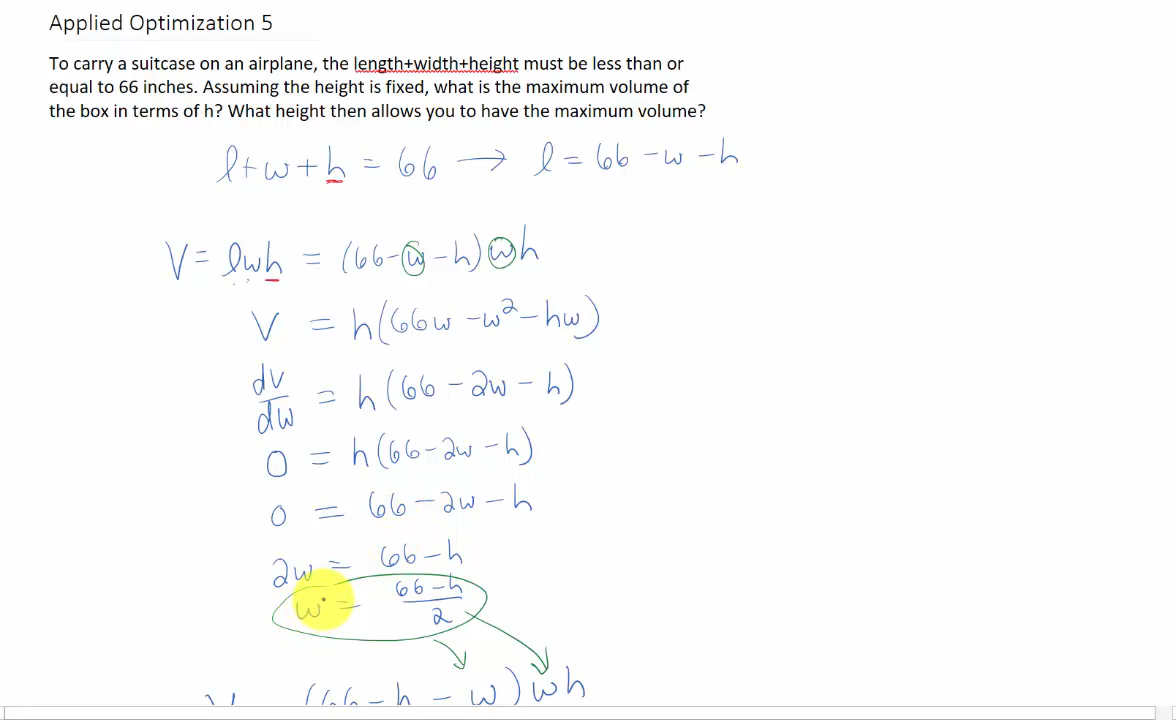 Applied Optimization 5
To carry a suitcase on an airplane, the length+width+height must be less than or
equal to 66 inches. Assuming the height is fixed, what is the maximum volume of
the box in terms of h? What height then allows you to have the maximum volume?
l+w+h = 66 → l = 66-w-h
V = lwh = (66-w-h)wh
V = h(66w-w²-hw)
dV/dw = h(66-2w-h)
0 = h(66-2w-h)
0 = 66-2w-h
2w = 66-h
w = (66-h)/2
(66-h-w)wh